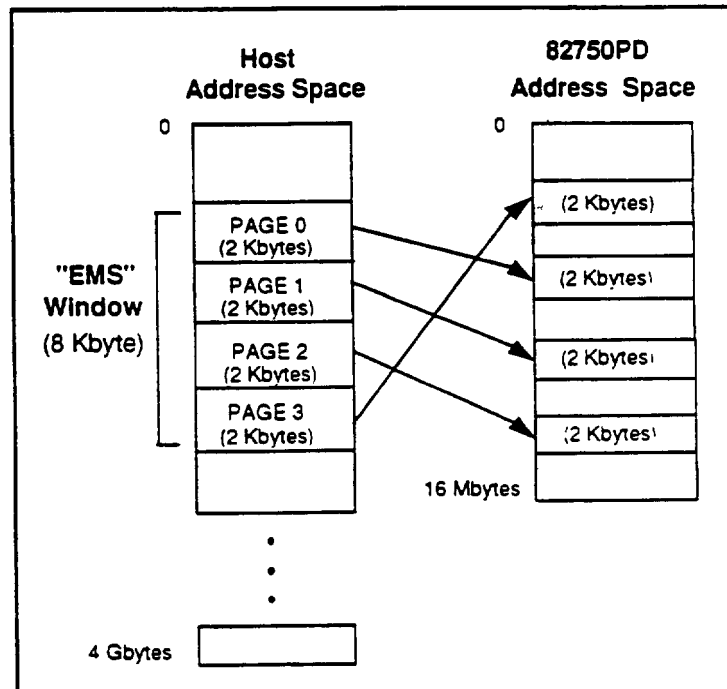 Host
Address Space
82750PD
Address Space
0
0
"EMS"
Window
(8 Kbyte)
PAGE 0
(2 Kbytes)
PAGE 1
(2 Kbytes)
PAGE 2
(2 Kbytes)
PAGE 3
(2 Kbytes)
(2 Kbytes)
(2 Kbytes)
(2 Kbytes)
(2 Kbytes)
16 Mbytes
4 Gbytes